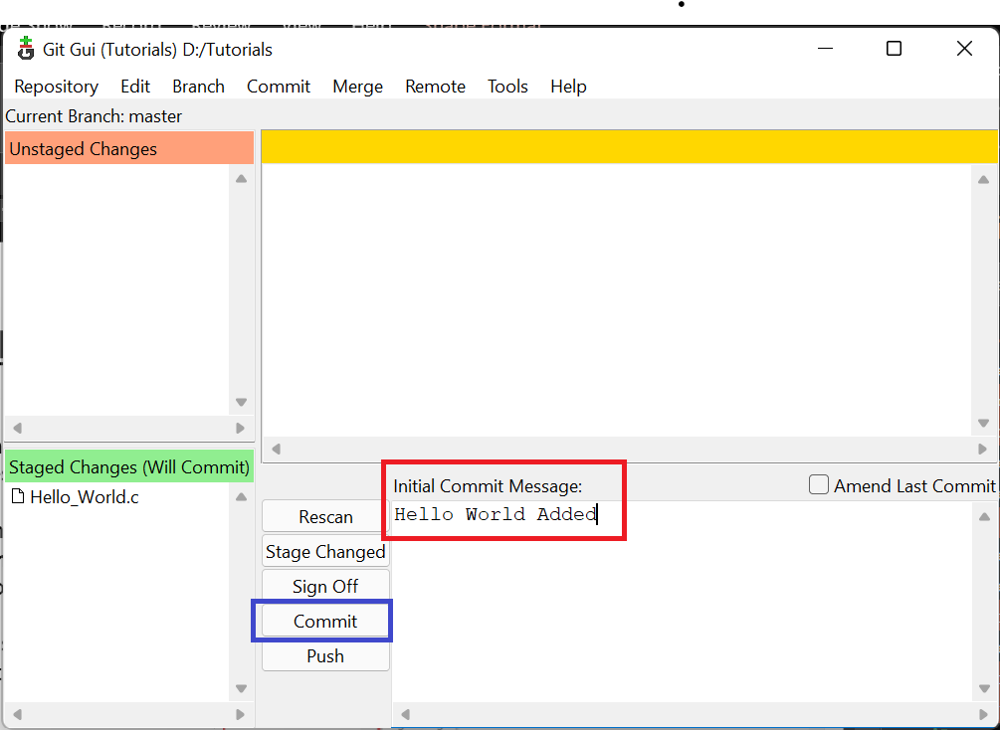 Git Gui (Tutorials) D:/Tutorials
Repository Edit Branch Commit Merge Remote Tools Help
Current Branch: master
Unstaged Changes
Staged Changes (Will Commit)
Hello_World.c
Initial Commit Message:
Amend Last Commit
Hello World Added
Rescan
Stage Changed
Sign Off
Commit
Push